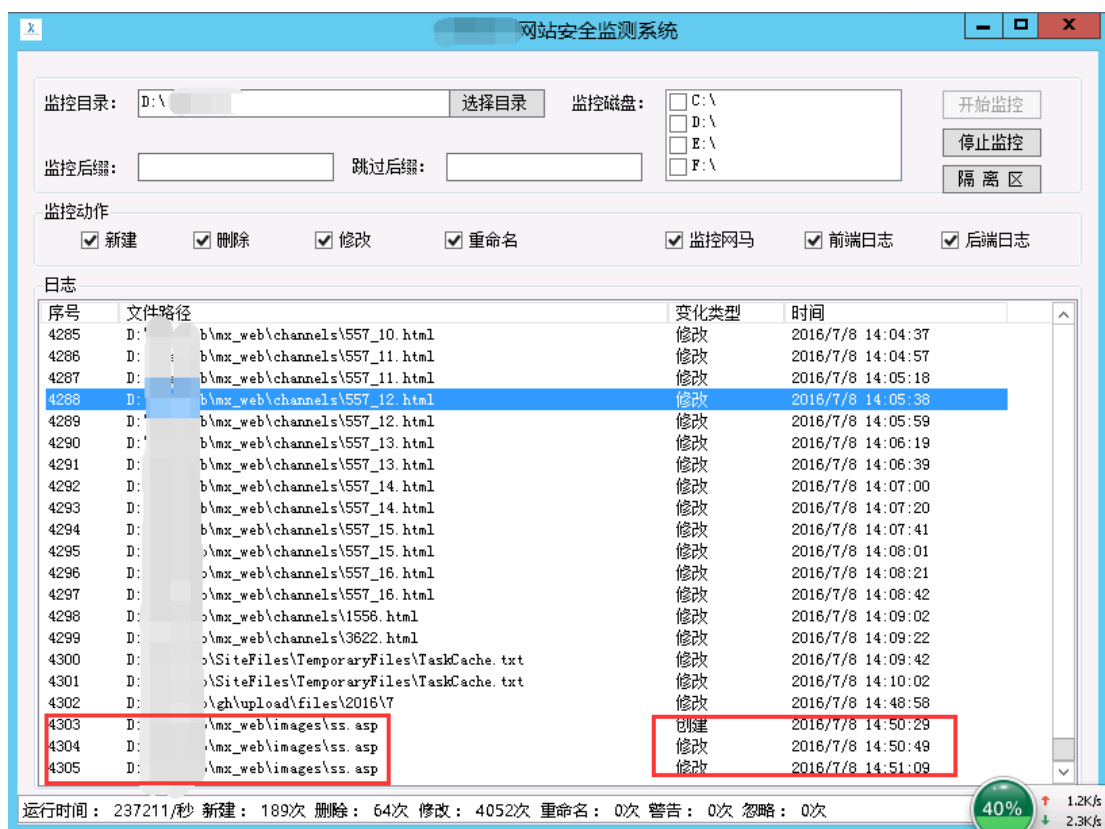 网站安全监测系统
监控目录： D:\ 选择目录 监控磁盘： C:\ 开始监控
D:\
E:\ 停止监控
监控后缀： 跳过后缀： F:\ 隔 离 区
监控动作
新建 删除 修改 重命名 监控网马 前端日志 后端日志
日志
序号 文件路径 变化类型 时间
4285 D:\ b\mx_web\channels\557_10.html 修改 2016/7/8 14:04:37
4286 D: b\mx_web\channels\557_11.html 修改 2016/7/8 14:04:57
4287 D: b\mx_web\channels\557_11.html 修改 2016/7/8 14:05:18
4288 D: b\mx_web\channels\557_12.html 修改 2016/7/8 14:05:38
4289 D: b\mx_web\channels\557_12.html 修改 2016/7/8 14:05:59
4290 D: b\mx_web\channels\557_13.html 修改 2016/7/8 14:06:19
4291 D: b\mx_web\channels\557_13.html 修改 2016/7/8 14:06:39
4292 D: b\mx_web\channels\557_14.html 修改 2016/7/8 14:07:00
4293 D: b\mx_web\channels\557_14.html 修改 2016/7/8 14:07:20
4294 D: b\mx_web\channels\557_15.html 修改 2016/7/8 14:07:41
4295 D: \mx_web\channels\557_15.html 修改 2016/7/8 14:08:01
4296 D: \mx_web\channels\557_16.html 修改 2016/7/8 14:08:21
4297 D: \mx_web\channels\557_16.html 修改 2016/7/8 14:08:42
4298 D: \mx_web\channels\1556.html 修改 2016/7/8 14:09:02
4299 D: \mx_web\channels\3622.html 修改 2016/7/8 14:09:22
4300 D: \SiteFiles\TemporaryFiles\TaskCache.txt 修改 2016/7/8 14:09:42
4301 D: \SiteFiles\TemporaryFiles\TaskCache.txt 修改 2016/7/8 14:10:02
4302 D: \gh\upload\files\2016\7 修改 2016/7/8 14:48:58
4303 D: \mx_web\images\ss.asp 创建 2016/7/8 14:50:29
4304 D: \mx_web\images\ss.asp 修改 2016/7/8 14:50:49
4305 D: \mx_web\images\ss.asp 修改 2016/7/8 14:51:09
运行时间： 237211/秒 新建： 189次 删除： 64次 修改： 4052次 重命名： 0次 警告： 0次 忽略： 0次
40%
1.2K/s
2.3K/s